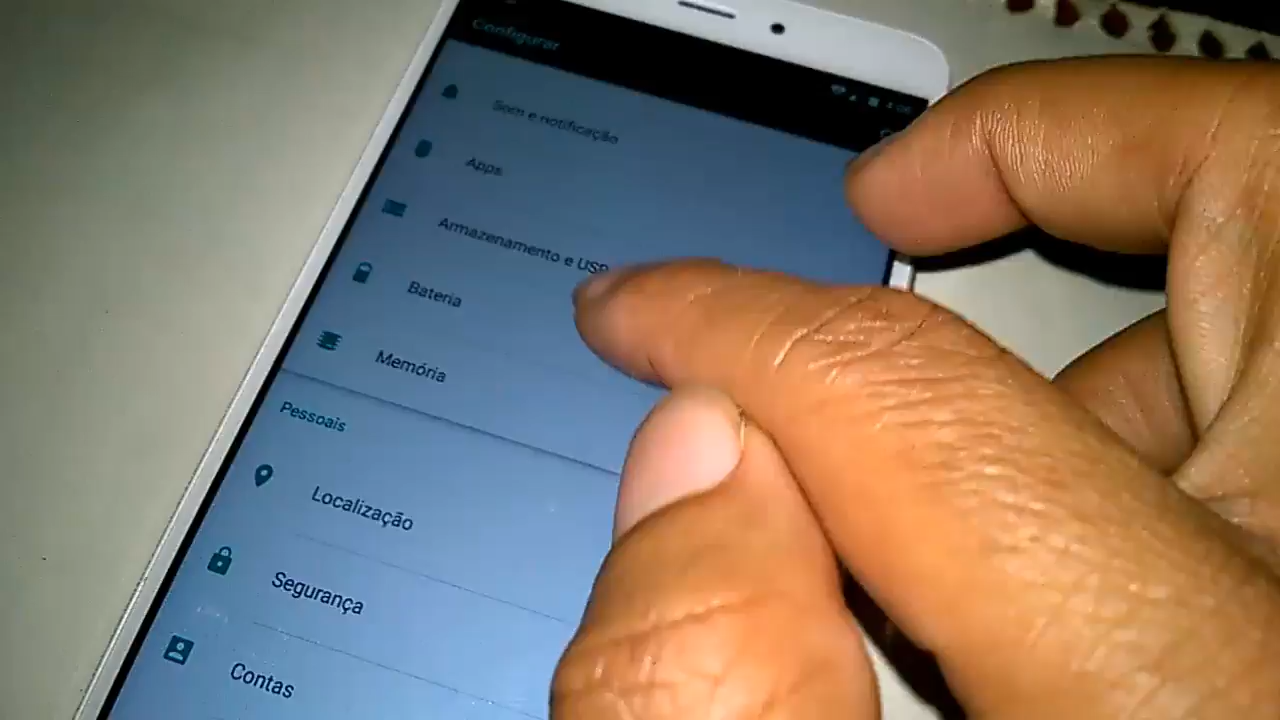 Configurar
Som e notificação
Apps
Armazenamento e USB
Bateria
Memória
Pessoais
Localização
Segurança
Contas